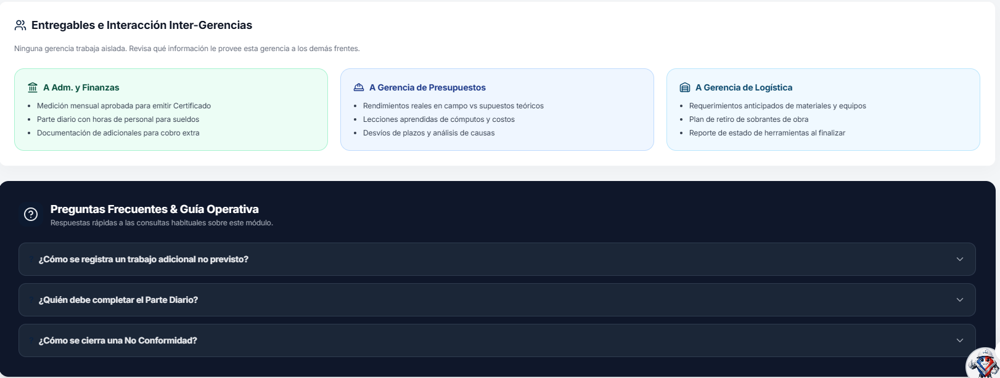 Entregables e Interacción Inter-Gerencias
Ninguna gerencia trabaja aislada. Revisa qué información le provee esta gerencia a los demás frentes.
A Adm. y Finanzas
• Medición mensual aprobada para emitir Certificado
• Parte diario con horas de personal para sueldos
• Documentación de adicionales para cobro extra
A Gerencia de Presupuestos
• Rendimientos reales en campo vs supuestos teóricos
• Lecciones aprendidas de cómputos y costos
• Desvíos de plazos y análisis de causas
A Gerencia de Logística
• Requerimientos anticipados de materiales y equipos
• Plan de retiro de sobrantes de obra
• Reporte de estado de herramientas al finalizar
Preguntas Frecuentes & Guía Operativa
Respuestas rápidas a las consultas habituales sobre este módulo.
? ¿Cómo se registra un trabajo adicional no previsto?
? ¿Quién debe completar el Parte Diario?
? ¿Cómo se cierra una No Conformidad?